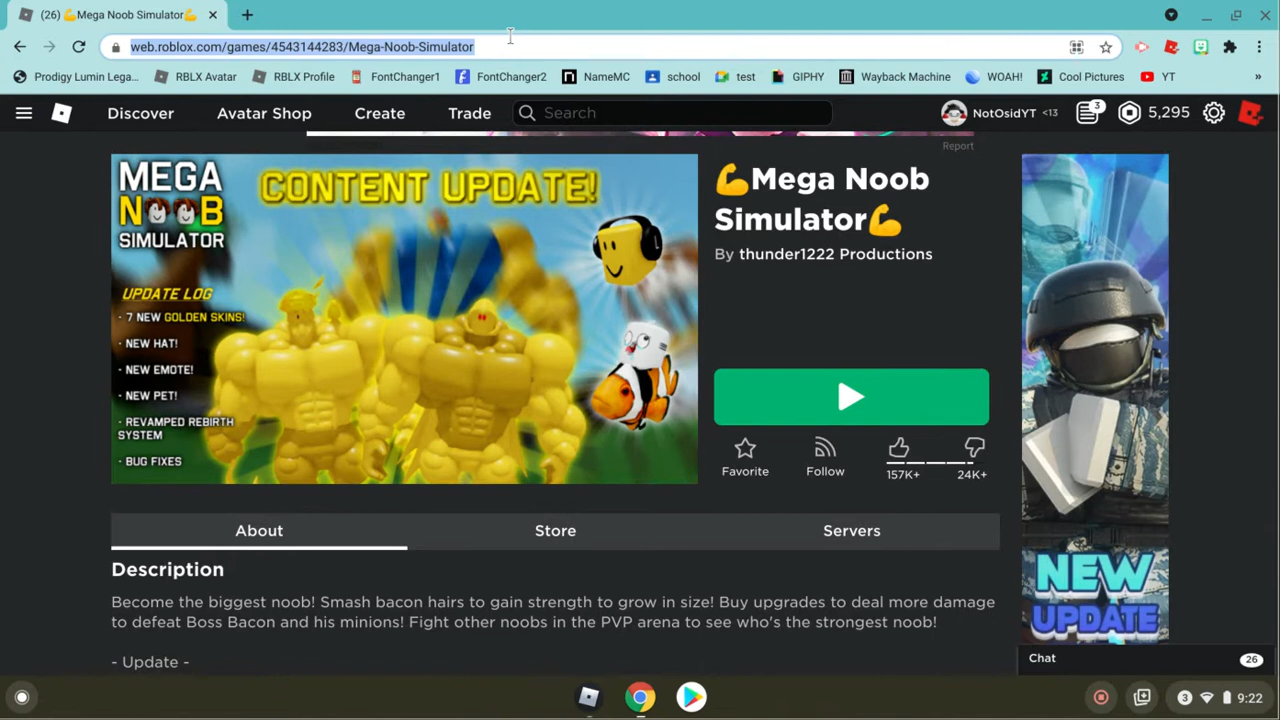 (26) 💪Mega Noob Simulator💪
web.roblox.com/games/4543144283/Mega-Noob-Simulator
Prodigy Lumin Lega... RBLX Avatar RBLX Profile FontChanger1 FontChanger2 NameMC school test GIPHY Wayback Machine WOAH! Cool Pictures YT »
Discover Avatar Shop Create Trade Search NotOsidYT <13 3 5,295
Report
MEGA
NOOB
SIMULATOR
CONTENT UPDATE!
UPDATE LOG
- 7 NEW GOLDEN SKINS!
- NEW HAT!
- NEW EMOTE!
- NEW PET!
- REVAMPED REBIRTH
SYSTEM
- BUG FIXES
💪Mega Noob
Simulator💪
By thunder1222 Productions
Favorite Follow 157K+ 24K+
NEW
UPDATE
About Store Servers
Description
Become the biggest noob! Smash bacon hairs to gain strength to grow in size! Buy upgrades to deal more damage
to defeat Boss Bacon and his minions! Fight other noobs in the PVP arena to see who's the strongest noob!
- Update -
Chat 26
3 9:22